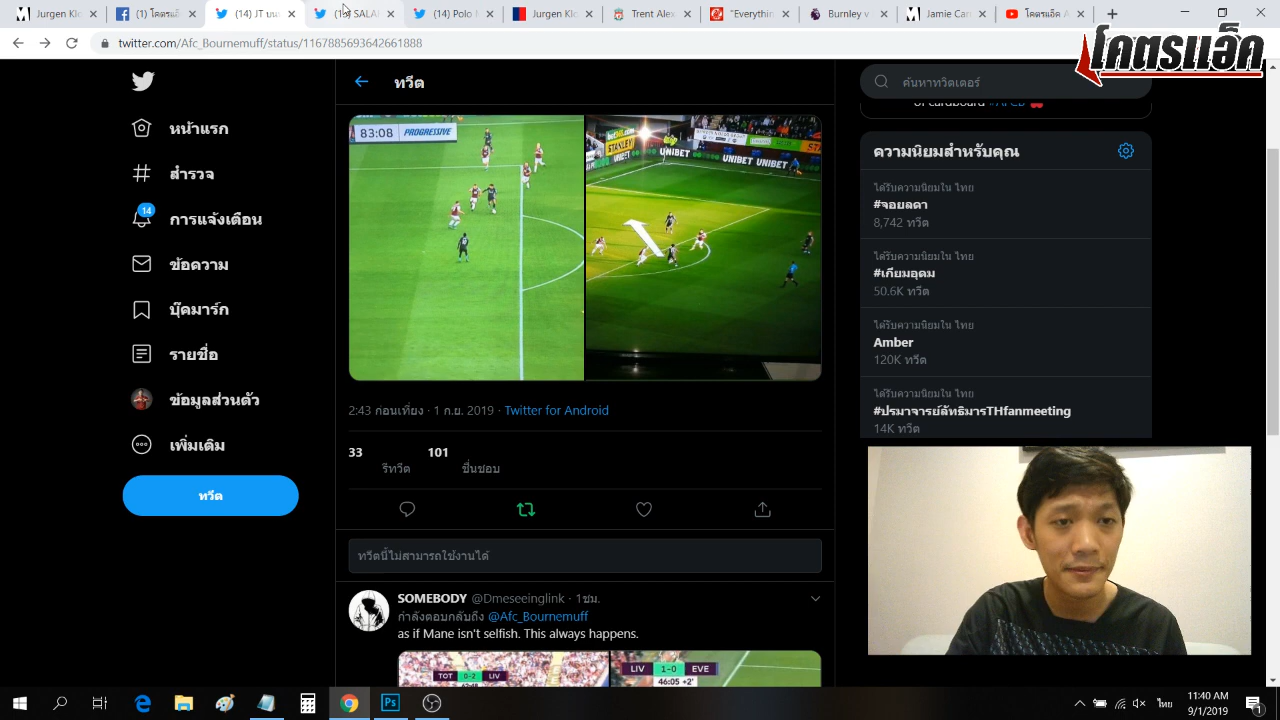 Jurgen Klo
(1) โคตรแอ็ค
(14) JT บน
(15) SALAH
(14) Polo
Jurgen Klo
Trent Alex
"Everythin
Burnley v
Jamie Carr
โคตรแอ็ค A
twitter.com/Afc_Bournemuff/status/1167885693642661888
โคตรแอ็ค
หน้าแรก
สำรวจ
14
การแจ้งเตือน
ข้อความ
บุ๊คมาร์ก
รายชื่อ
ข้อมูลส่วนตัว
เพิ่มเติม
ทวีต
ทวีต
83:08 PROGRESSIVE
UNIBET UNIBET UNIBET
2:43 ก่อนเที่ยง · 1 ก.ย. 2019 · Twitter for Android
33 รีทวีต 101 ชื่นชอบ
ทวีตนี้ไม่สามารถใช้งานได้
SOMEBODY @Dmeseeinglink · 1ชม.
กำลังตอบกลับถึง @Afc_Bournemuff
as if Mane isn't selfish. This always happens.
TOT 0-2 LIV
LIV 1-0 EVE
46:05 +2'
ค้นหาทวิตเตอร์
of cardboard #AFCB
ความนิยมสำหรับคุณ
ได้รับความนิยมใน ไทย
#จอยลดา
8,742 ทวีต
ได้รับความนิยมใน ไทย
#เกียมอุดม
50.6K ทวีต
ได้รับความนิยมใน ไทย
Amber
120K ทวีต
ได้รับความนิยมใน ไทย
#ปรมาจารย์ลัทธิมารTHfanmeeting
14K ทวีต
ไทย
11:40 AM
9/1/2019